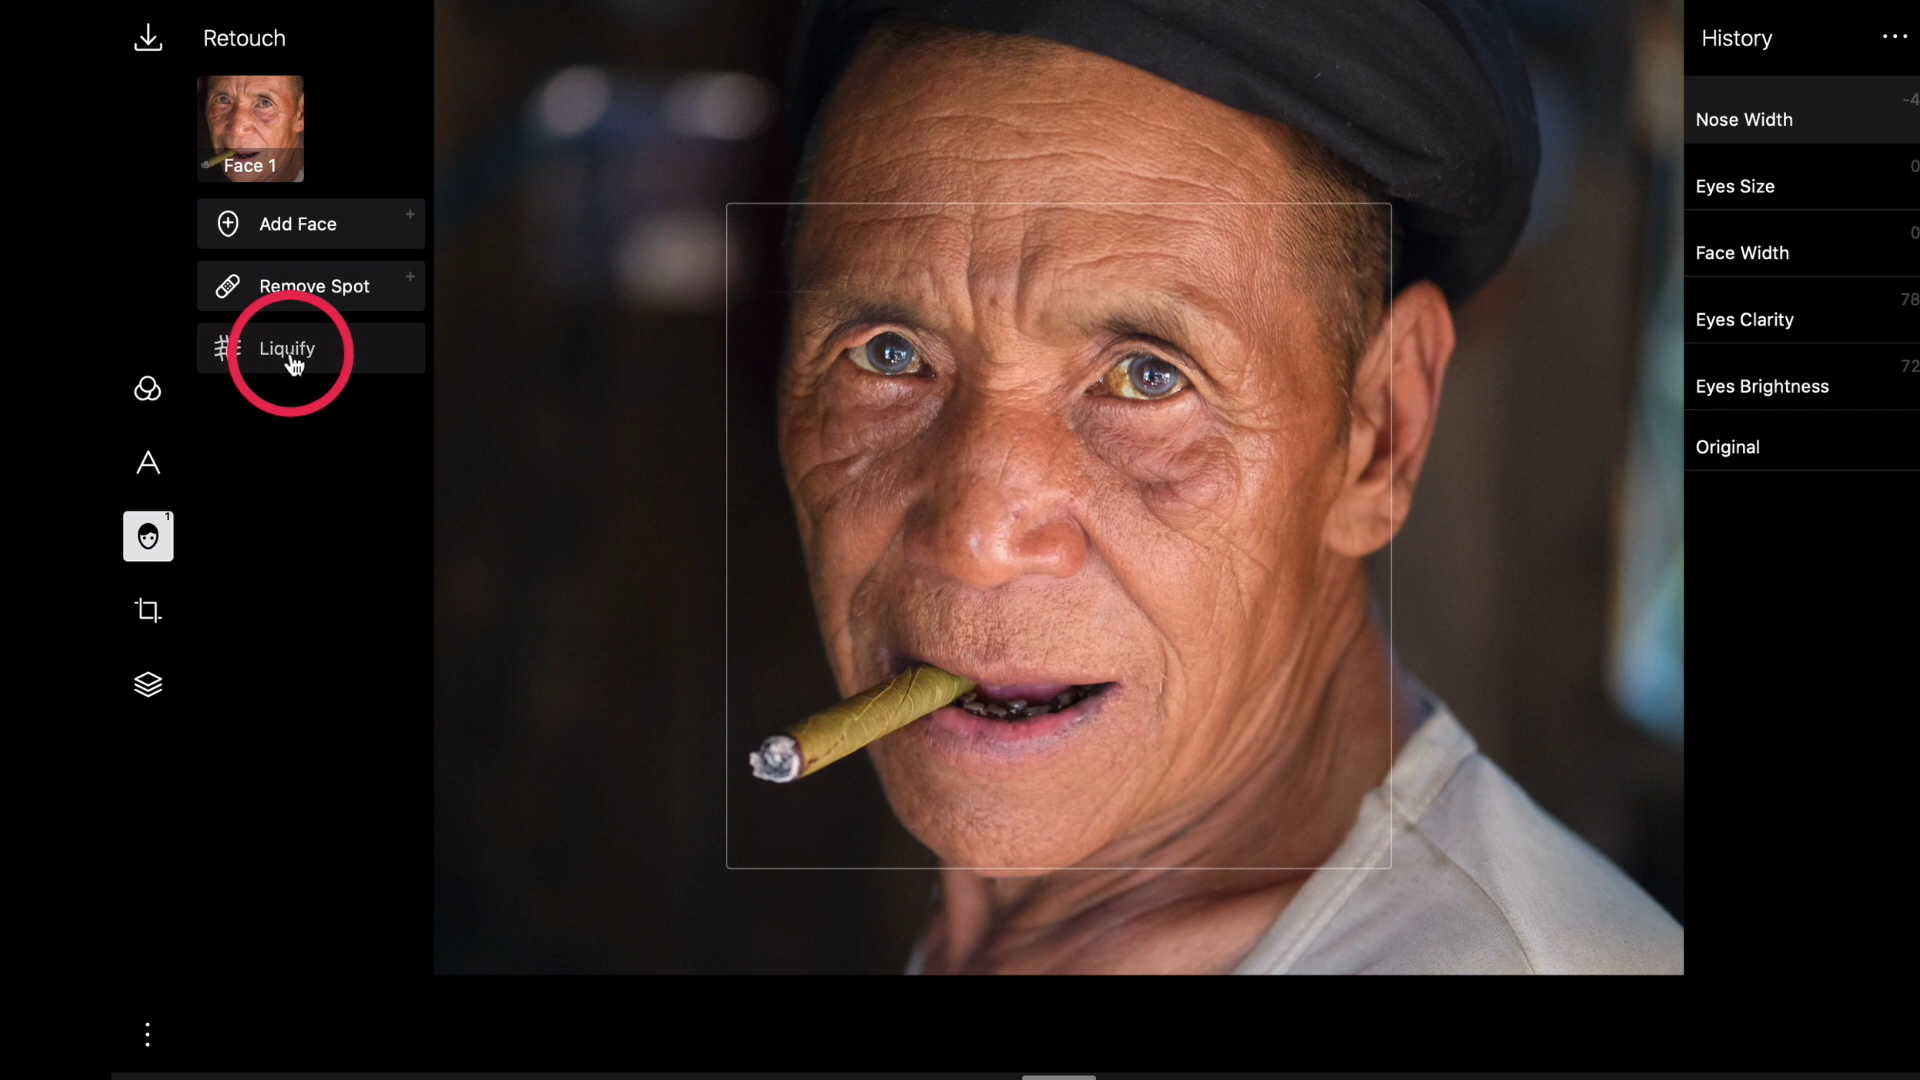 Retouch
Face 1
Add Face
Remove Spot
Liquify
1
History
-4
Nose Width
0
Eyes Size
0
Face Width
78
Eyes Clarity
72
Eyes Brightness
Original